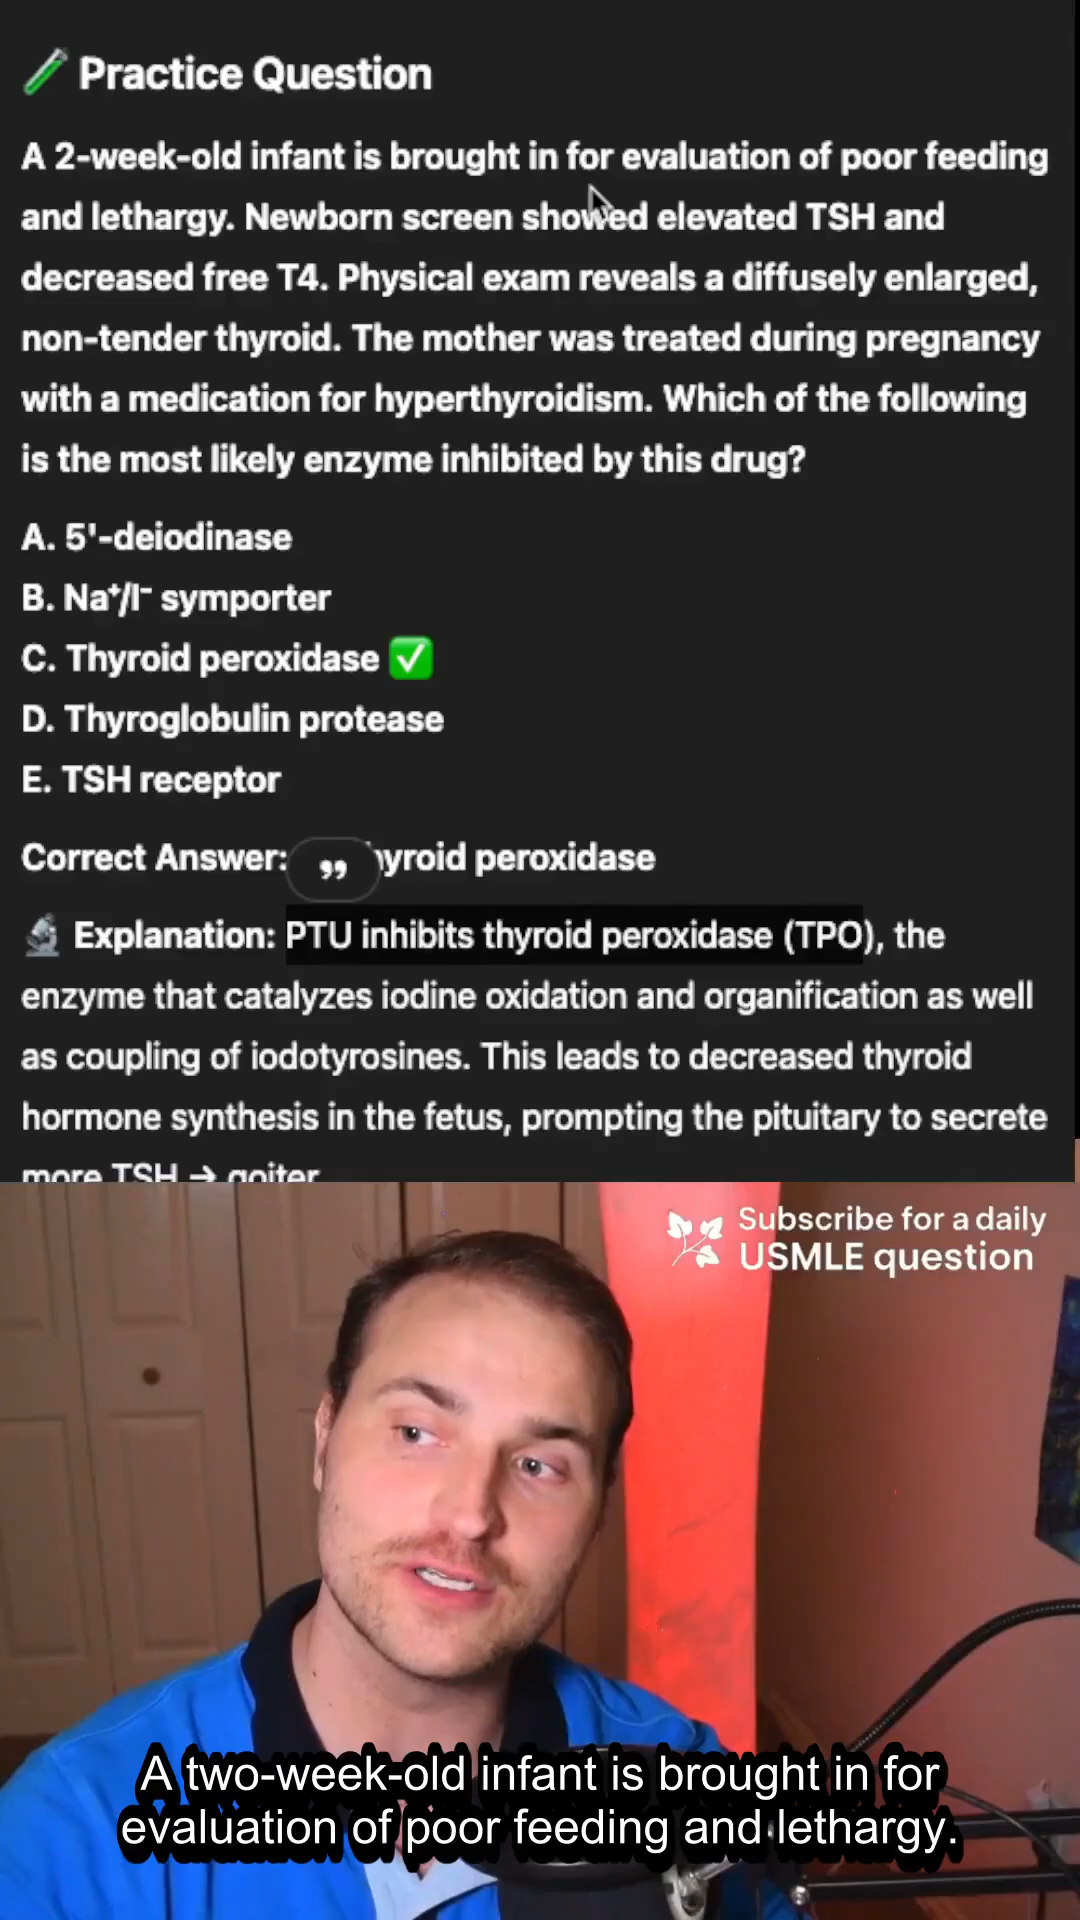 Practice Question
A 2-week-old infant is brought in for evaluation of poor feeding
and lethargy. Newborn screen showed elevated TSH and
decreased free T4. Physical exam reveals a diffusely enlarged,
non-tender thyroid. The mother was treated during pregnancy
with a medication for hyperthyroidism. Which of the following
is the most likely enzyme inhibited by this drug?
A. 5'-deiodinase
B. Na⁺/I⁻ symporter
C. Thyroid peroxidase ✅
D. Thyroglobulin protease
E. TSH receptor
Correct Answer: hyroid peroxidase
Explanation: PTU inhibits thyroid peroxidase (TPO), the
enzyme that catalyzes iodine oxidation and organification as well
as coupling of iodotyrosines. This leads to decreased thyroid
hormone synthesis in the fetus, prompting the pituitary to secrete
more TSH → goiter
Subscribe for a daily
USMLE question
A two-week-old infant is brought in for
evaluation of poor feeding and lethargy.